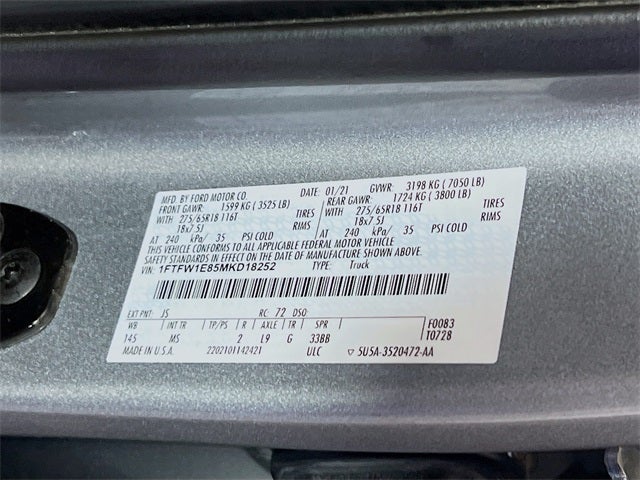 MFD. BY FORD MOTOR CO. DATE: 01/21 GVWR: 3198 KG ( 7050 LB)
FRONT GAWR: 1599 KG ( 3525 LB) REAR GAWR: 1724 KG ( 3800 LB)
WITH 275/65R18 116T TIRES WITH 275/65R18 116T TIRES
18x7.5J RIMS 18x7.5J RIMS
AT 240 kPa/ 35 PSI COLD AT 240 kPa/ 35 PSI COLD
THIS VEHICLE CONFORMS TO ALL APPLICABLE FEDERAL MOTOR VEHICLE
SAFETY STANDARDS IN EFFECT ON THE DATE OF MANUFACTURE SHOWN ABOVE.
VIN: 1FTFW1E85MKD18252 TYPE: Truck
EXT PNT: JS RC: 72 DSO: F0083
WB INT TR TP/PS R AXLE TR SPR T0728
145 MS 2 L9 G 33BB
MADE IN U.S.A. 2202101142421 ULC ▽ 5U5A-3520472-AA